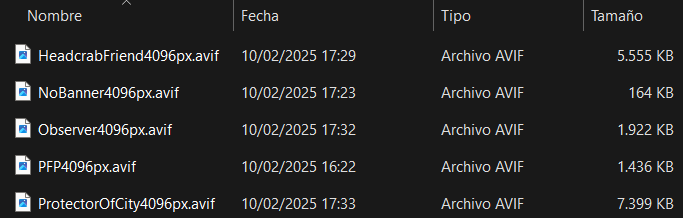 Nombre Fecha Tipo Tamaño
HeadcrabFriend4096px.avif 10/02/2025 17:29 Archivo AVIF 5.555 KB
NoBanner4096px.avif 10/02/2025 17:23 Archivo AVIF 164 KB
Observer4096px.avif 10/02/2025 17:32 Archivo AVIF 1.922 KB
PFP4096px.avif 10/02/2025 16:22 Archivo AVIF 1.436 KB
ProtectorOfCity4096px.avif 10/02/2025 17:33 Archivo AVIF 7.399 KB